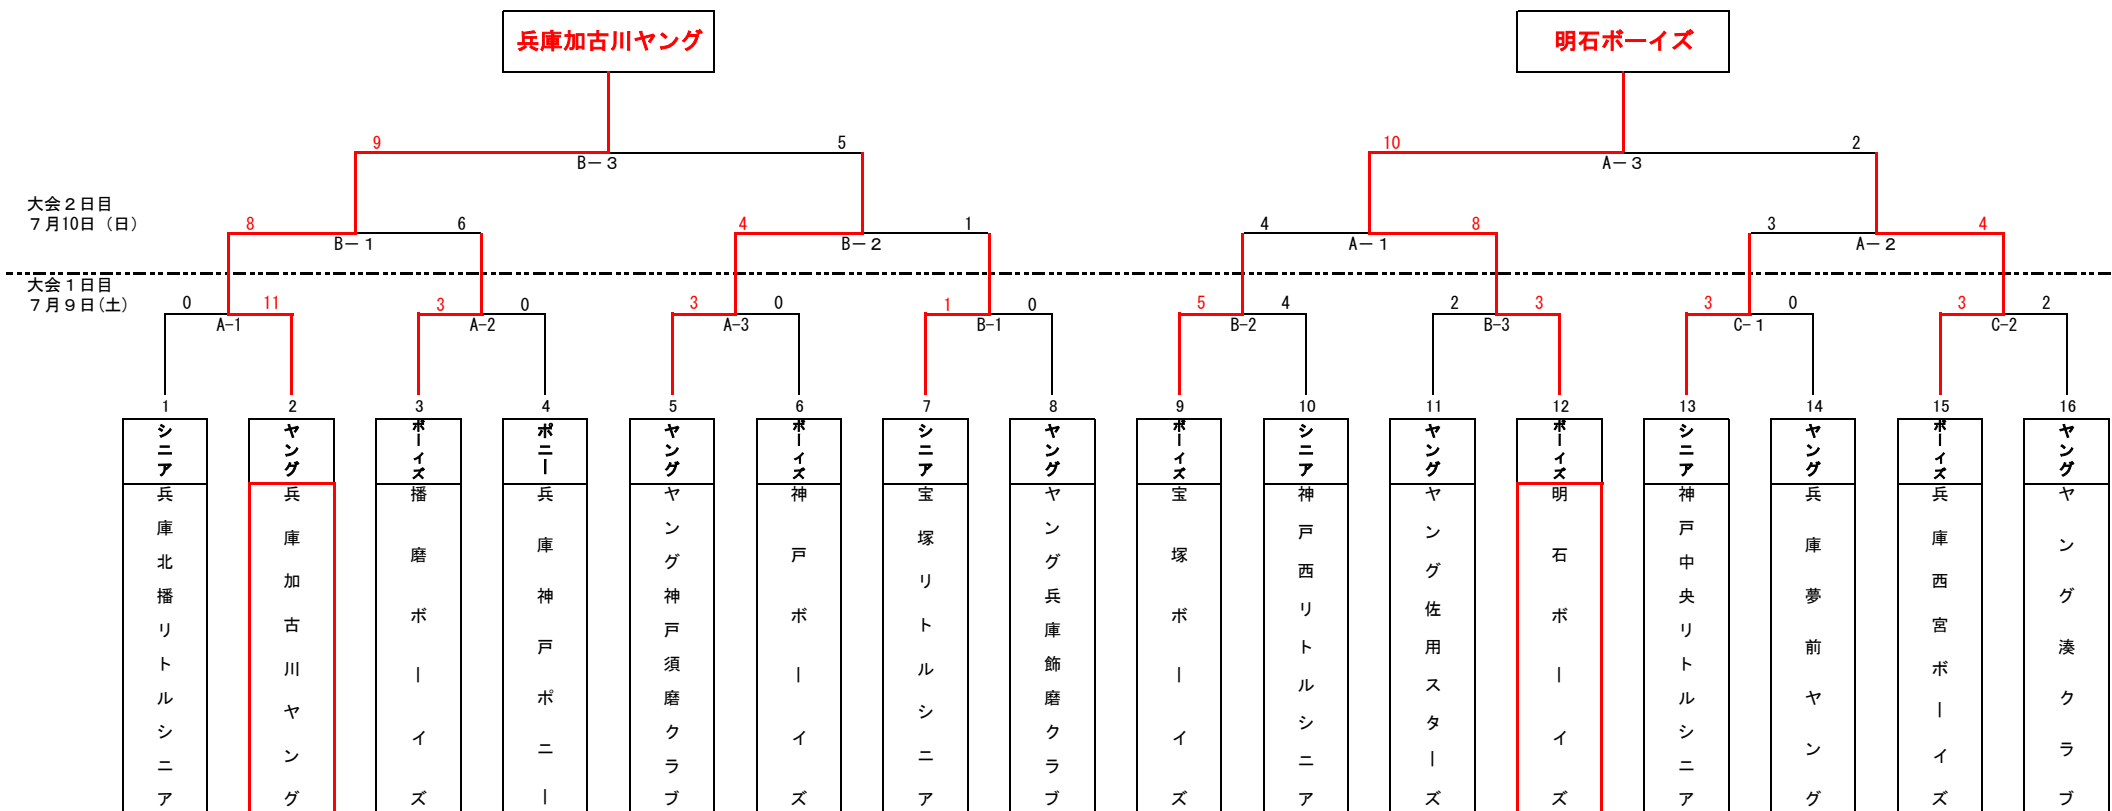 兵庫加古川ヤング 明石ボーイズ
9 5 10 2
B－３ A－３
大会２日目
７月10日（日）
8 6 4 1 4 8 3 4
B－１ B－２ A－１ A－２
大会１日目
７月９日(土)
0 11 3 0 3 0 1 0 5 4 2 3 3 0 3 2
A-1 A-2 A-3 B-1 B-2 B-3 C-1 C-2
1 2 3 4 5 6 7 8 9 10 11 12 13 14 15 16
シニア ヤング ボーイズ ポニー ヤング ボーイズ シニア ヤング ボーイズ シニア ヤング ボーイズ シニア ヤング ボーイズ ヤング
兵庫北播リトルシニア
兵庫加古川ヤング
播磨ボーイズ
兵庫神戸ポニー
ヤング神戸須磨クラブ
神戸ボーイズ
宝塚リトルシニア
ヤング兵庫飾磨クラブ
宝塚ボーイズ
神戸西リトルシニア
ヤング佐用スターズ
明石ボーイズ
神戸中央リトルシニア
兵庫夢前ヤング
兵庫西宮ボーイズ
ヤング湊クラブ